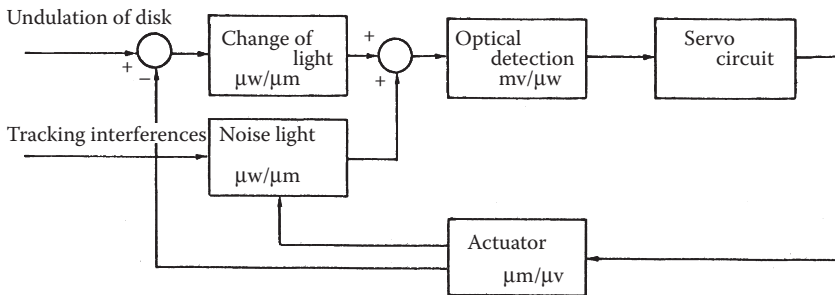 Undulation of disk
+
−
Change of
light
μw/μm
+
+
Optical
detection
mv/μw
Servo
circuit
Tracking interferences
Noise light
μw/μm
Actuator
μm/μv